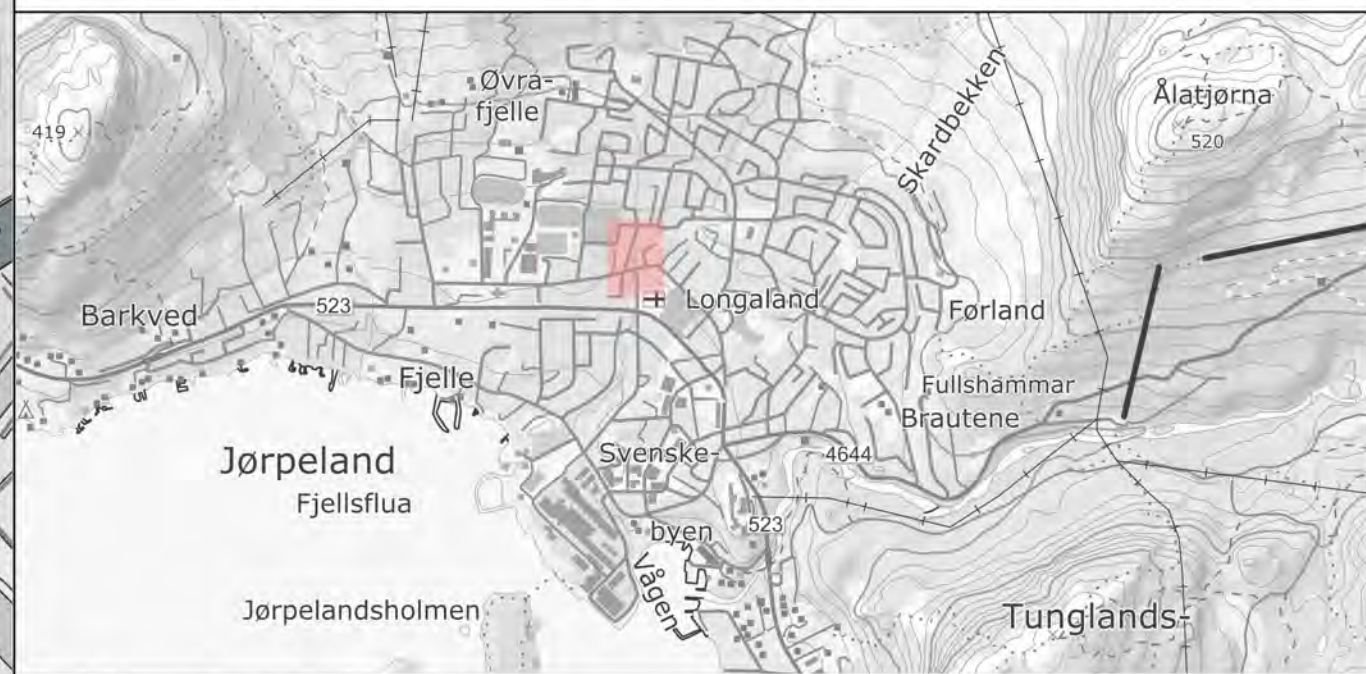 Øvra-
fjelle
Skardbekken
Ålatjørna
520
419
Barkved
523
Longaland
Førland
Fjelle
Fullshammar
Brautene
Jørpeland
Svenske-
4644
Fjellsflua
byen
523
Vågen
Jørpelandsholmen
Tunglands-